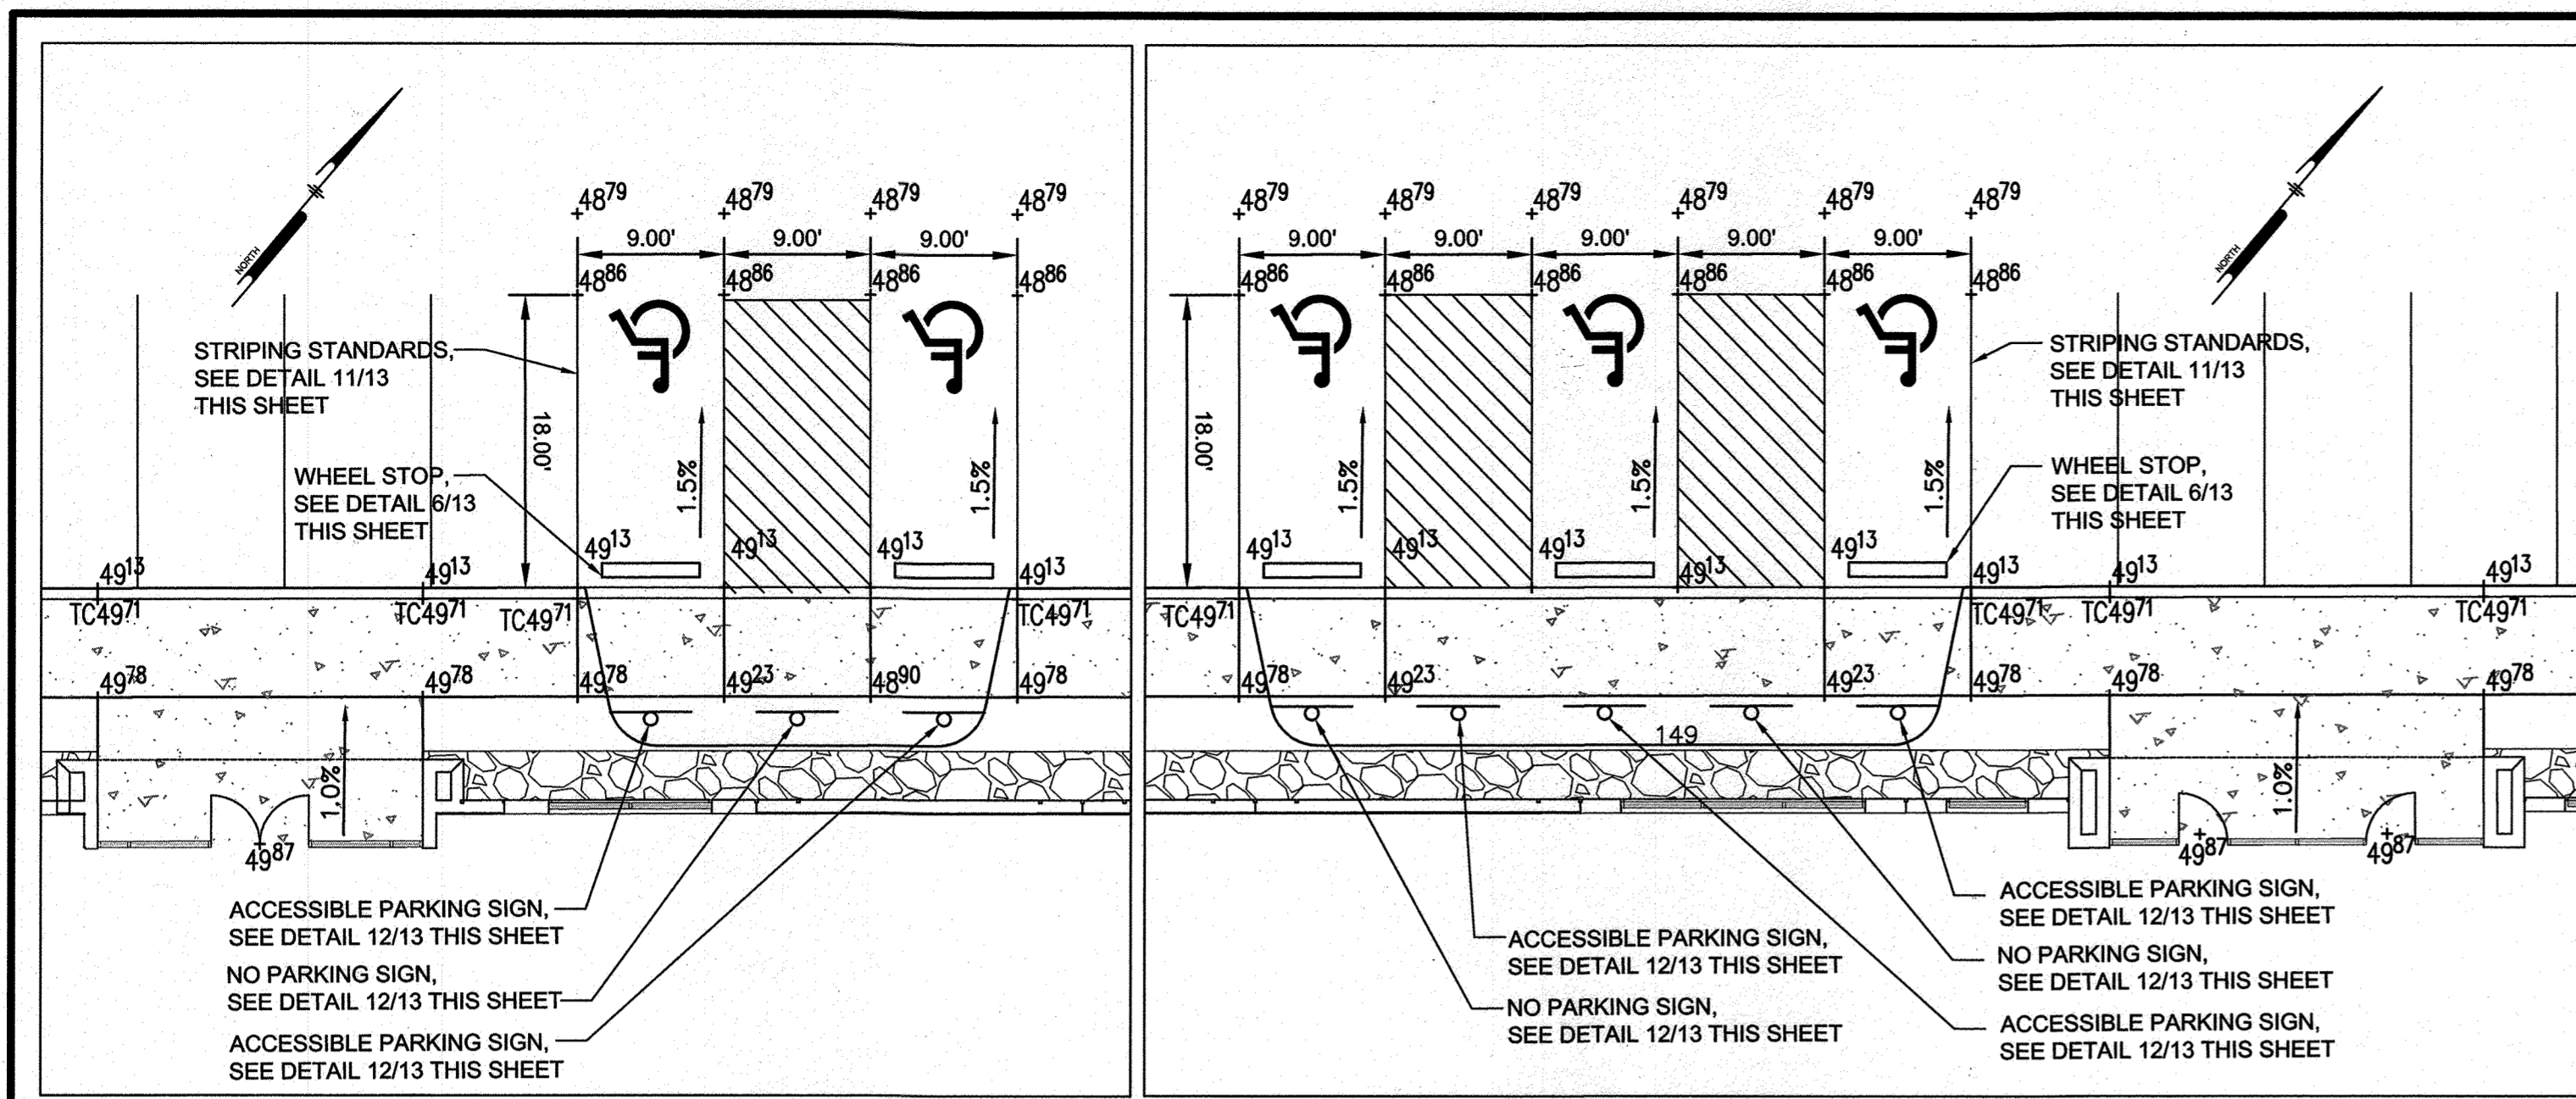 48⁷⁹ 48⁷⁹ 48⁷⁹ 48⁷⁹
9.00' 9.00' 9.00'
48⁸⁶ 48⁸⁶ 48⁸⁶ 48⁸⁶
NORTH
STRIPING STANDARDS,
SEE DETAIL 11/13
THIS SHEET
18.00'
WHEEL STOP,
SEE DETAIL 6/13
THIS SHEET
1.5% 1.5%
49¹³ 49¹³ 49¹³
49¹³ 49¹³ 49¹³
TC49⁷¹ TC49⁷¹ TC49⁷¹ TC49⁷¹
49⁷⁸ 49⁷⁸ 49⁷⁸ 49²³ 48⁹⁰ 49⁷⁸
1.0%
49⁸⁷
ACCESSIBLE PARKING SIGN,
SEE DETAIL 12/13 THIS SHEET
NO PARKING SIGN,
SEE DETAIL 12/13 THIS SHEET
ACCESSIBLE PARKING SIGN,
SEE DETAIL 12/13 THIS SHEET
48⁷⁹ 48⁷⁹ 48⁷⁹ 48⁷⁹ 48⁷⁹ 48⁷⁹
9.00' 9.00' 9.00' 9.00' 9.00'
48⁸⁶ 48⁸⁶ 48⁸⁶ 48⁸⁶ 48⁸⁶ 48⁸⁶
NORTH
STRIPING STANDARDS,
SEE DETAIL 11/13
THIS SHEET
18.00'
WHEEL STOP,
SEE DETAIL 6/13
THIS SHEET
1.5% 1.5% 1.5%
49¹³ 49¹³ 49¹³ 49¹³ 49¹³
49¹³ 49¹³ 49¹³
TC49⁷¹ TC49⁷¹ TC49⁷¹ TC49⁷¹
49⁷⁸ 49²³ 49²³ 49⁷⁸ 49⁷⁸ 49⁷⁸
149
1.0%
49⁸⁷ 49⁸⁷
ACCESSIBLE PARKING SIGN,
SEE DETAIL 12/13 THIS SHEET
NO PARKING SIGN,
SEE DETAIL 12/13 THIS SHEET
ACCESSIBLE PARKING SIGN,
SEE DETAIL 12/13 THIS SHEET
NO PARKING SIGN,
SEE DETAIL 12/13 THIS SHEET
ACCESSIBLE PARKING SIGN,
SEE DETAIL 12/13 THIS SHEET